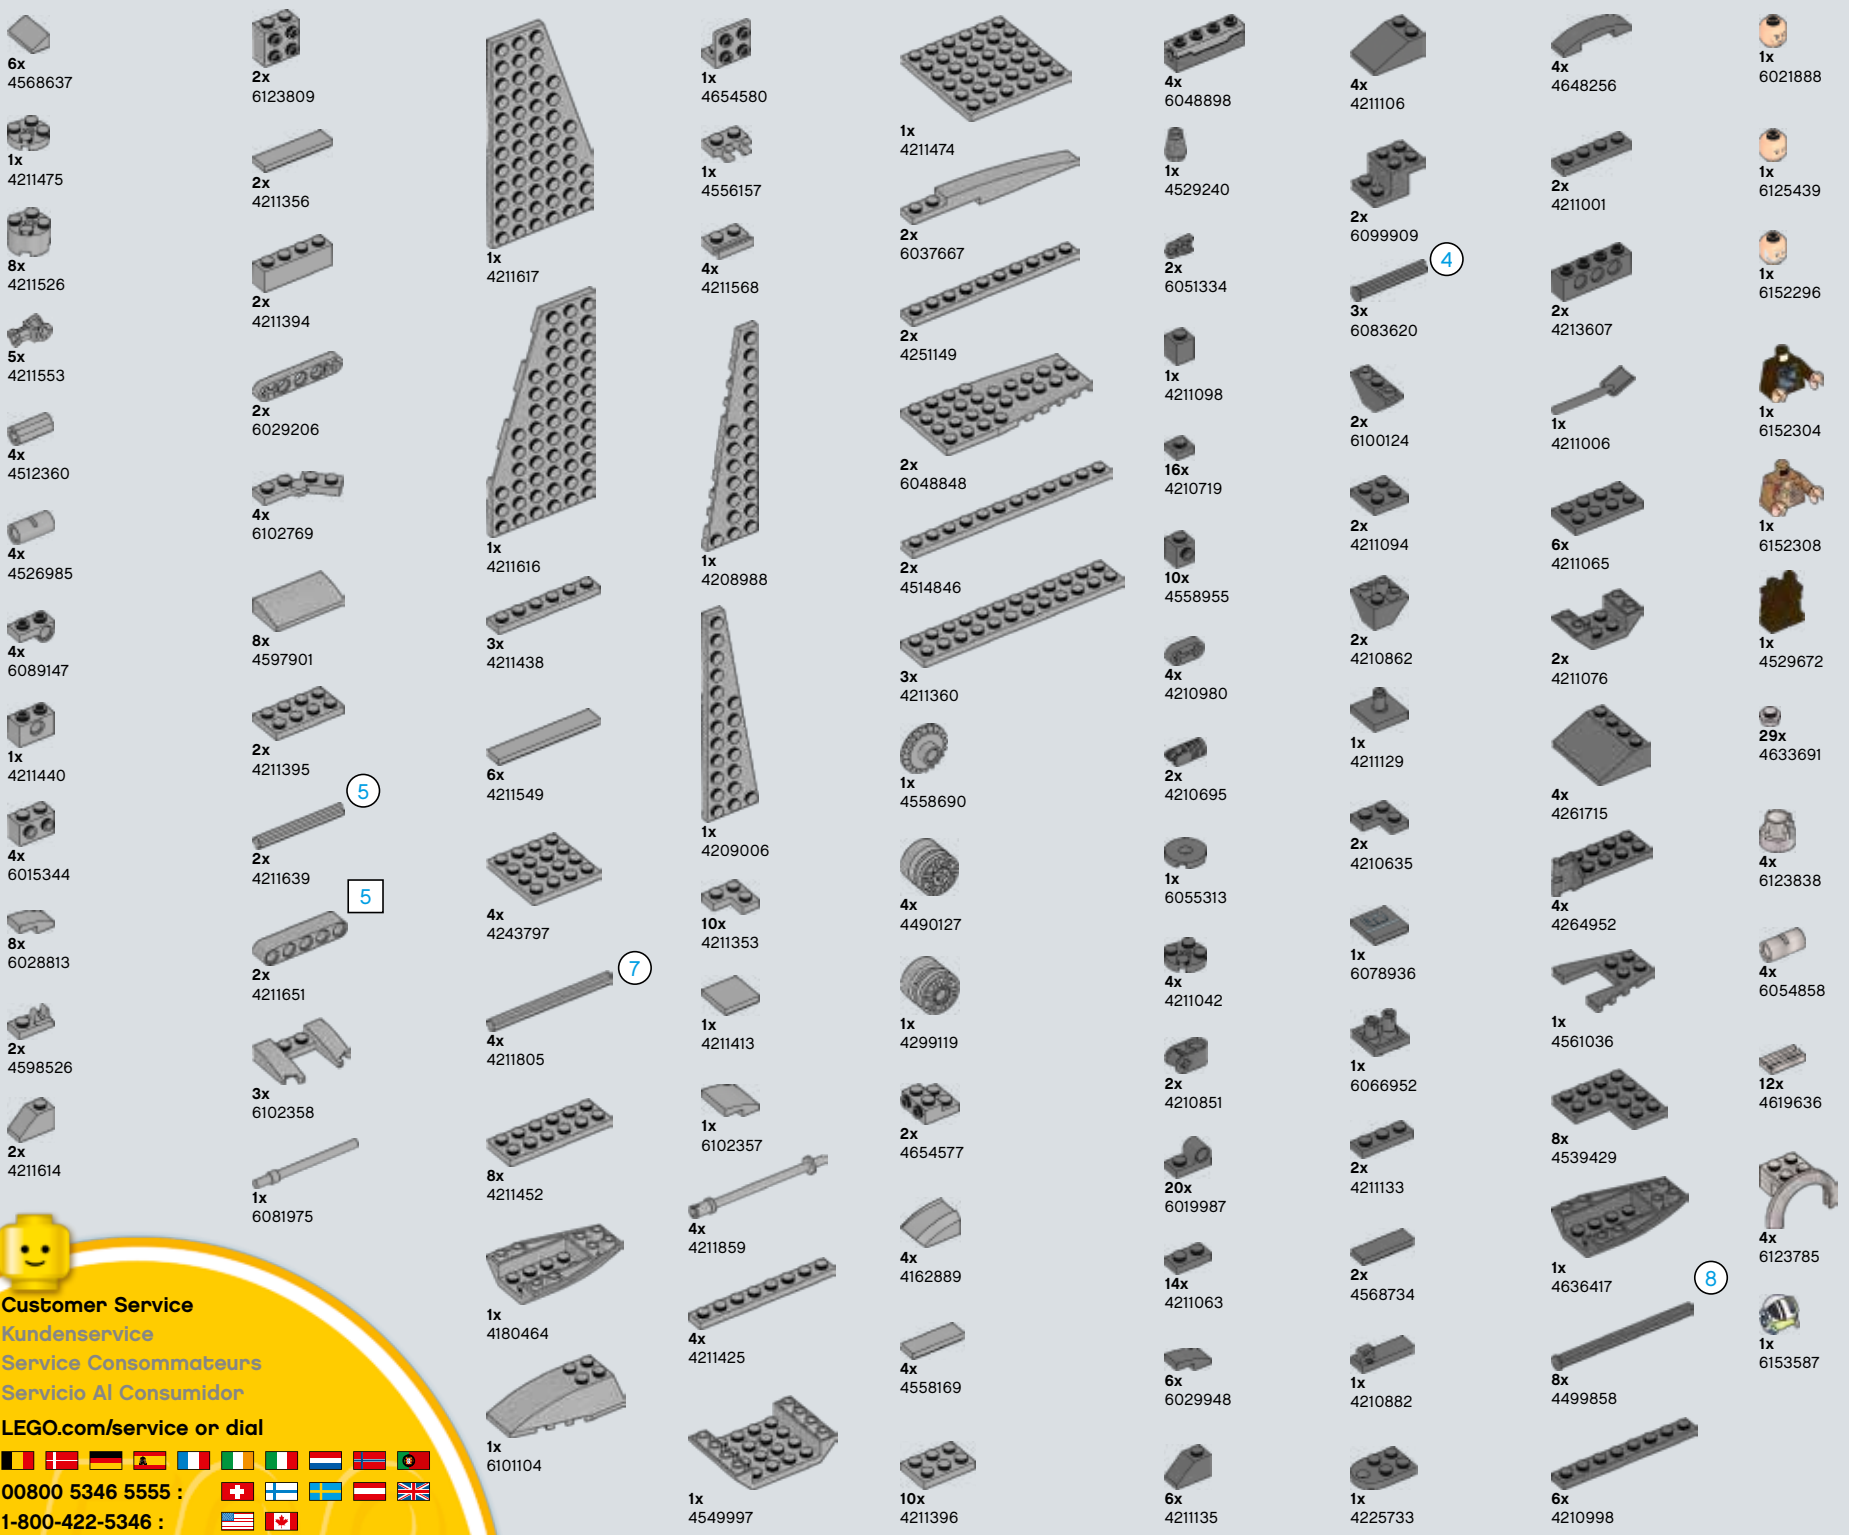 6x
4568637
1x
4211475
8x
4211526
5x
4211553
4x
4512360
4x
4526985
4x
6089147
1x
4211440
4x
6015344
8x
6028813
2x
4598526
2x
4211614
2x
6123809
2x
4211356
2x
4211394
2x
6029206
4x
6102769
8x
4597901
2x
4211395
5
2x
4211639
5
2x
4211651
3x
6102358
1x
6081975
1x
4211617
1x
4211616
3x
4211438
6x
4211549
4x
4243797
7
4x
4211805
8x
4211452
1x
4180464
1x
6101104
1x
4654580
1x
4556157
4x
4211568
1x
4208988
1x
4209006
10x
4211353
1x
4211413
1x
6102357
4x
4211859
4x
4211425
1x
4549997
1x
4211474
2x
6037667
2x
4251149
2x
6048848
2x
4514846
3x
4211360
1x
4558690
4x
4490127
1x
4299119
2x
4654577
4x
4162889
4x
4558169
10x
4211396
4x
6048898
1x
4529240
2x
6051334
1x
4211098
16x
4210719
10x
4558955
4x
4210980
2x
4210695
1x
6055313
4x
4211042
2x
4210851
20x
6019987
14x
4211063
6x
6029948
6x
4211135
4x
4211106
2x
6099909
4
3x
6083620
2x
6100124
2x
4211094
2x
4210862
1x
4211129
2x
4210635
1x
6078936
1x
6066952
2x
4211133
2x
4568734
1x
4210882
1x
4225733
4x
4648256
2x
4211001
2x
4213607
1x
4211006
6x
4211065
2x
4211076
4x
4261715
4x
4264952
1x
4561036
8x
4539429
1x
4636417
8
8x
4499858
6x
4210998
1x
6021888
1x
6125439
1x
6152296
1x
6152304
1x
6152308
1x
4529672
29x
4633691
4x
6123838
4x
6054858
12x
4619636
4x
6123785
1x
6153587
Customer Service
Kundenservice
Service Consommateurs
Servicio Al Consumidor
LEGO.com/service or dial
00800 5346 5555 :
1-800-422-5346 :